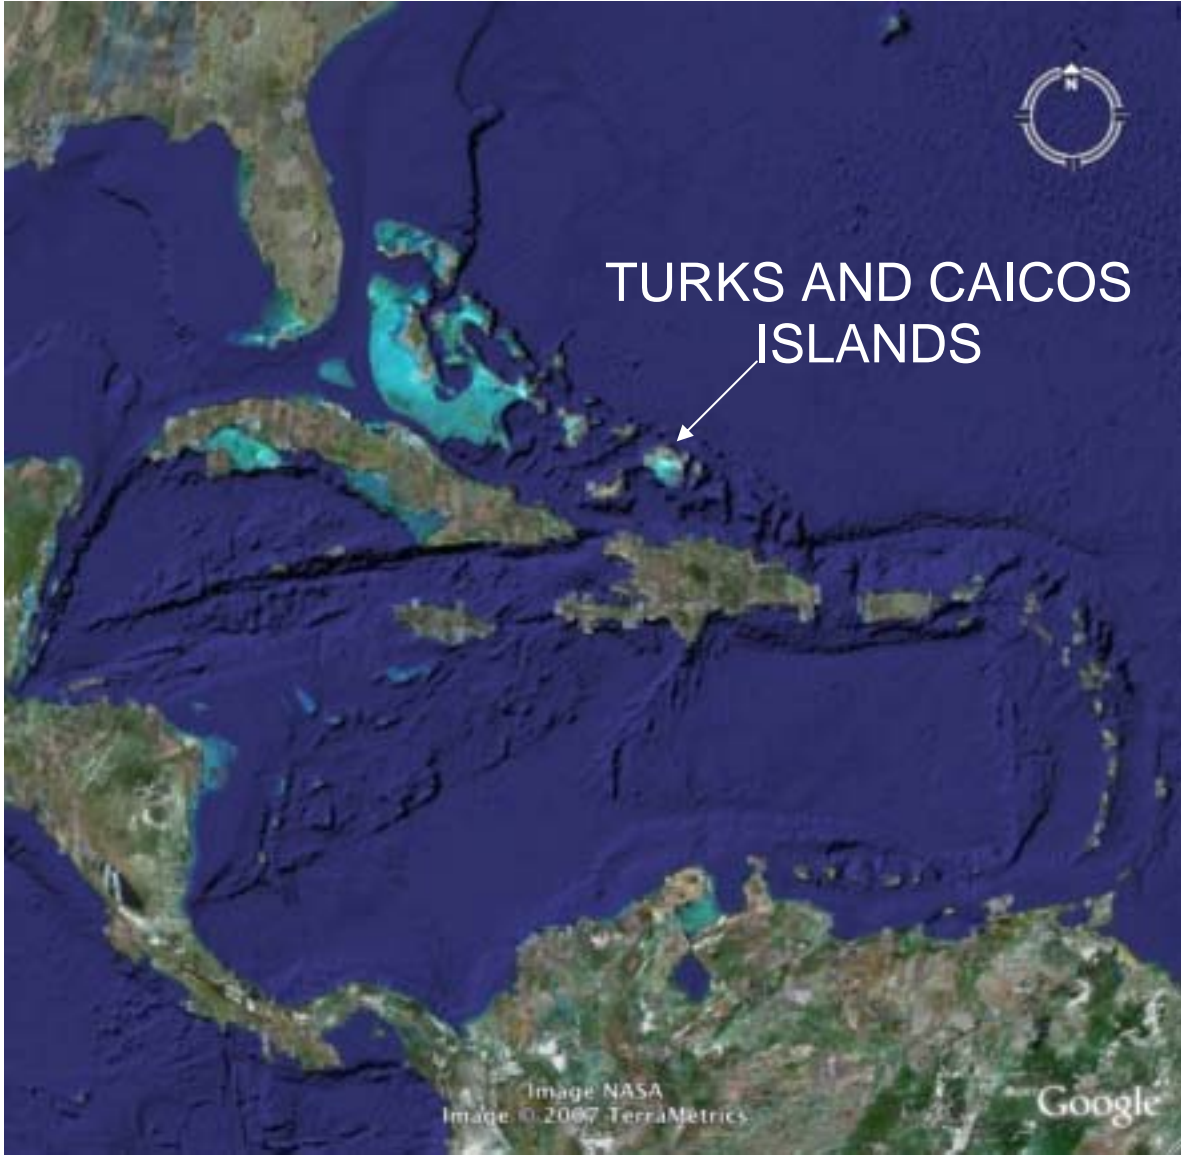 N
TURKS AND CAICOS
ISLANDS
Image NASA
Image © 2007 TerraMetrics
Google